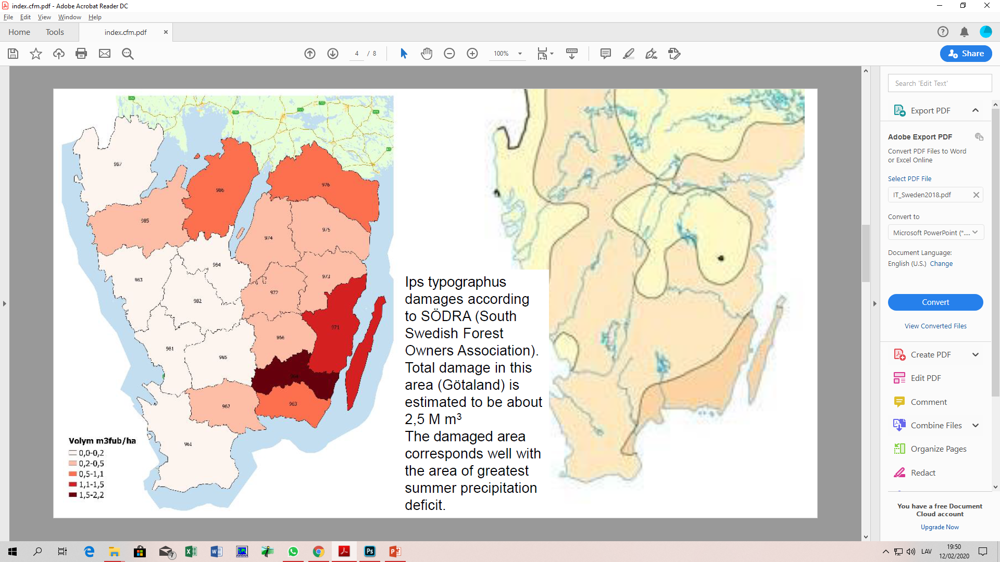 index.cfm.pdf - Adobe Acrobat Reader DC
File Edit View Window Help
Home Tools index.cfm.pdf
4 / 8 100% Share
987
986
976
985
975
974
984
983
973
972
982
971
966
981
965
963
962
961
Volym m3fub/ha
0,0-0,2
0,2-0,5
0,5-1,1
1,1-1,5
1,5-2,2
Ips typographus
damages according
to SÖDRA (South
Swedish Forest
Owners Association).
Total damage in this
area (Götaland) is
estimated to be about
2,5 M m³
The damaged area
corresponds well with
the area of greatest
summer precipitation
deficit.
Search 'Edit Text'
Export PDF
Adobe Export PDF
Convert PDF Files to Word
or Excel Online
Select PDF File
IT_Sweden2018.pdf
Convert to
Microsoft PowerPoint (*....
Document Language:
English (U.S.) Change
Convert
View Converted Files
Create PDF
Edit PDF
Comment
Combine Files
Organize Pages
Redact
You have a free Document
Cloud account
Upgrade Now
7
LAV
19:50
12/02/2020